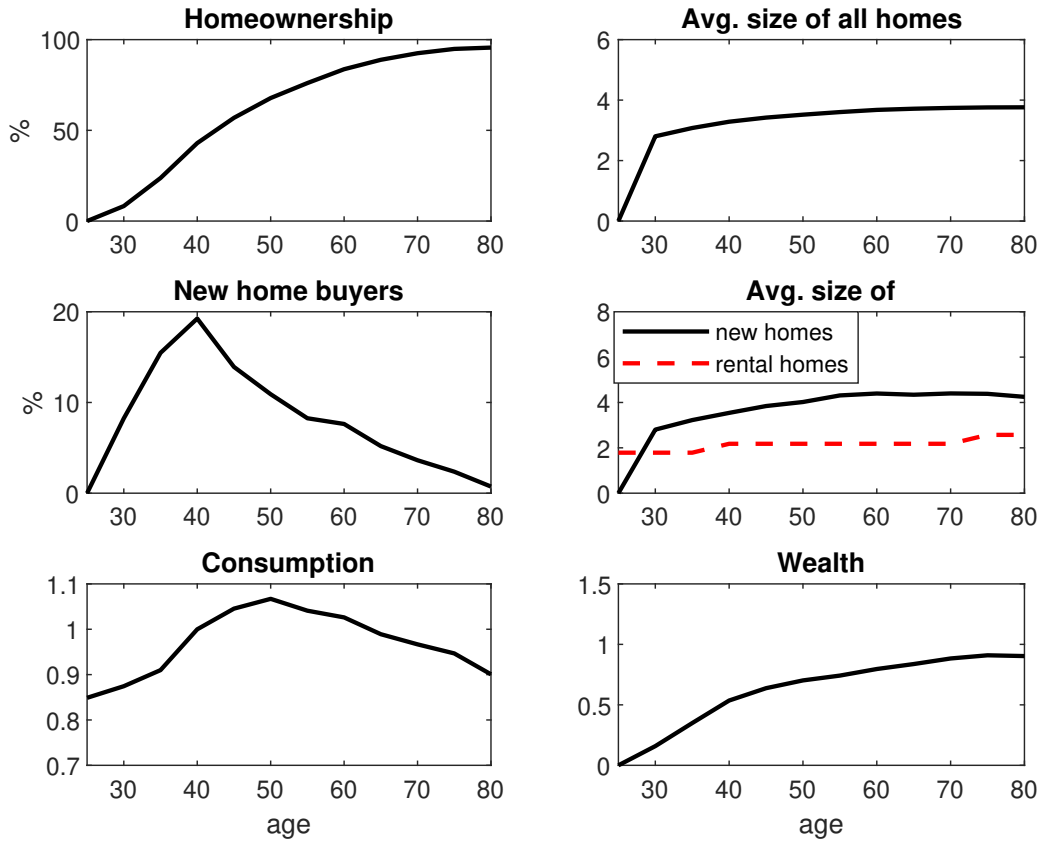 Homeownership
100
50
0
%
30 40 50 60 70 80
Avg. size of all homes
6
4
2
0
30 40 50 60 70 80
New home buyers
20
10
0
%
30 40 50 60 70 80
Avg. size of
8
6
4
2
0
new homes
rental homes
30 40 50 60 70 80
Consumption
1.1
1
0.9
0.8
0.7
30 40 50 60 70 80
age
Wealth
1.5
1
0.5
0
30 40 50 60 70 80
age